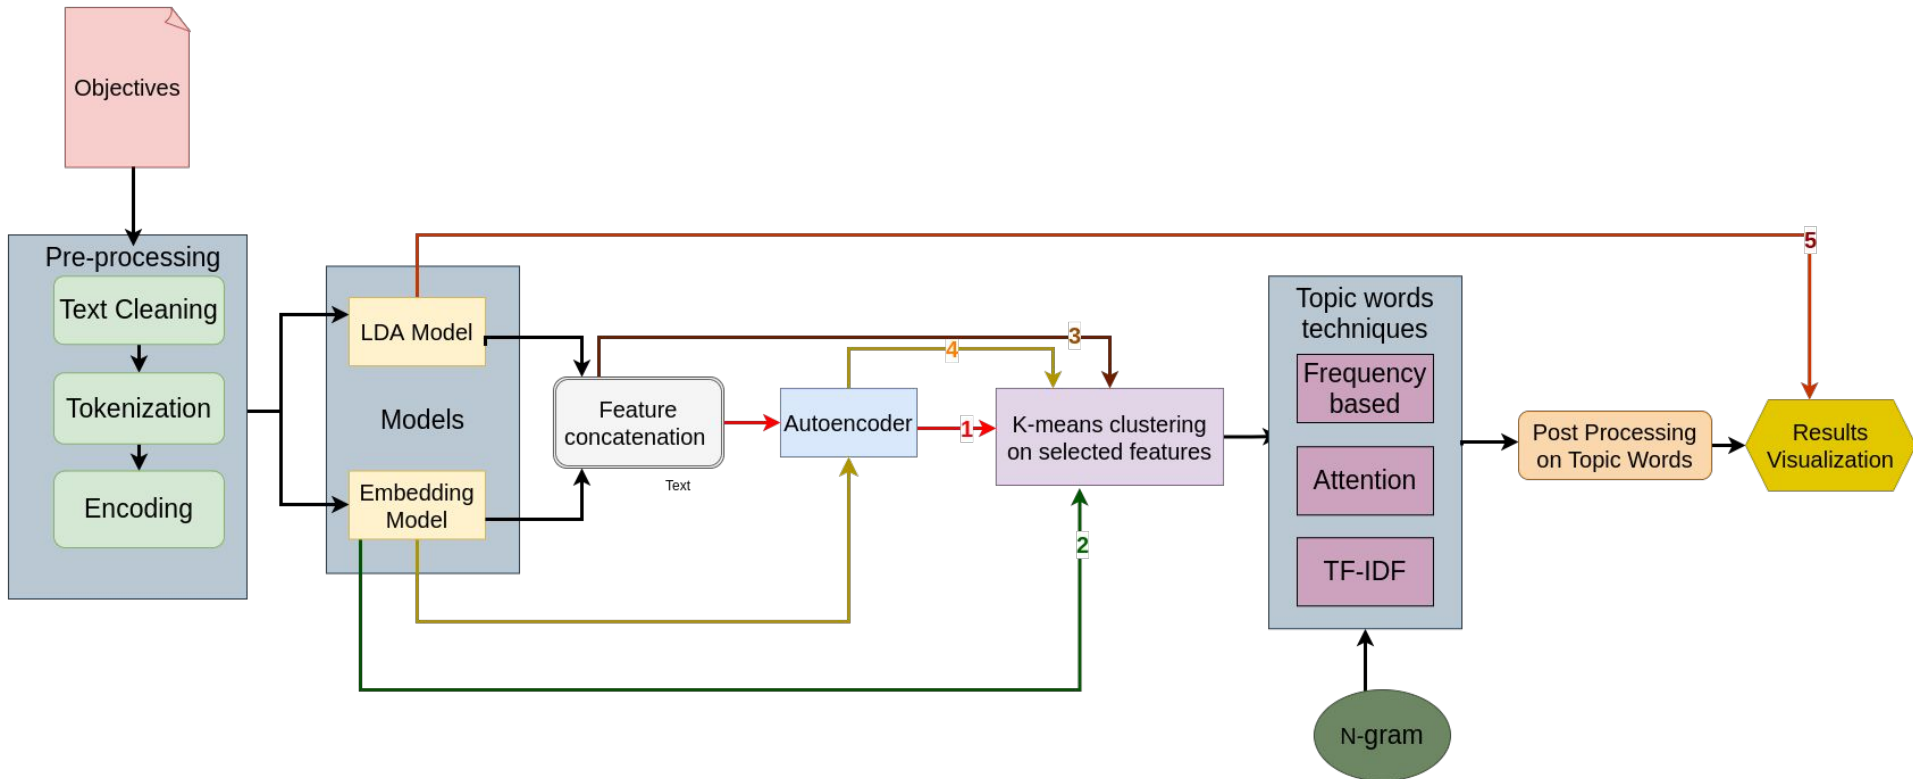 Objectives
Pre-processing
Text Cleaning
Tokenization
Encoding
LDA Model
Models
Embedding
Model
Feature
concatenation
Text
Autoencoder
1
4
3
2
5
K-means clustering
on selected features
Topic words
techniques
Frequency
based
Attention
TF-IDF
N-gram
Post Processing
on Topic Words
Results
Visualization